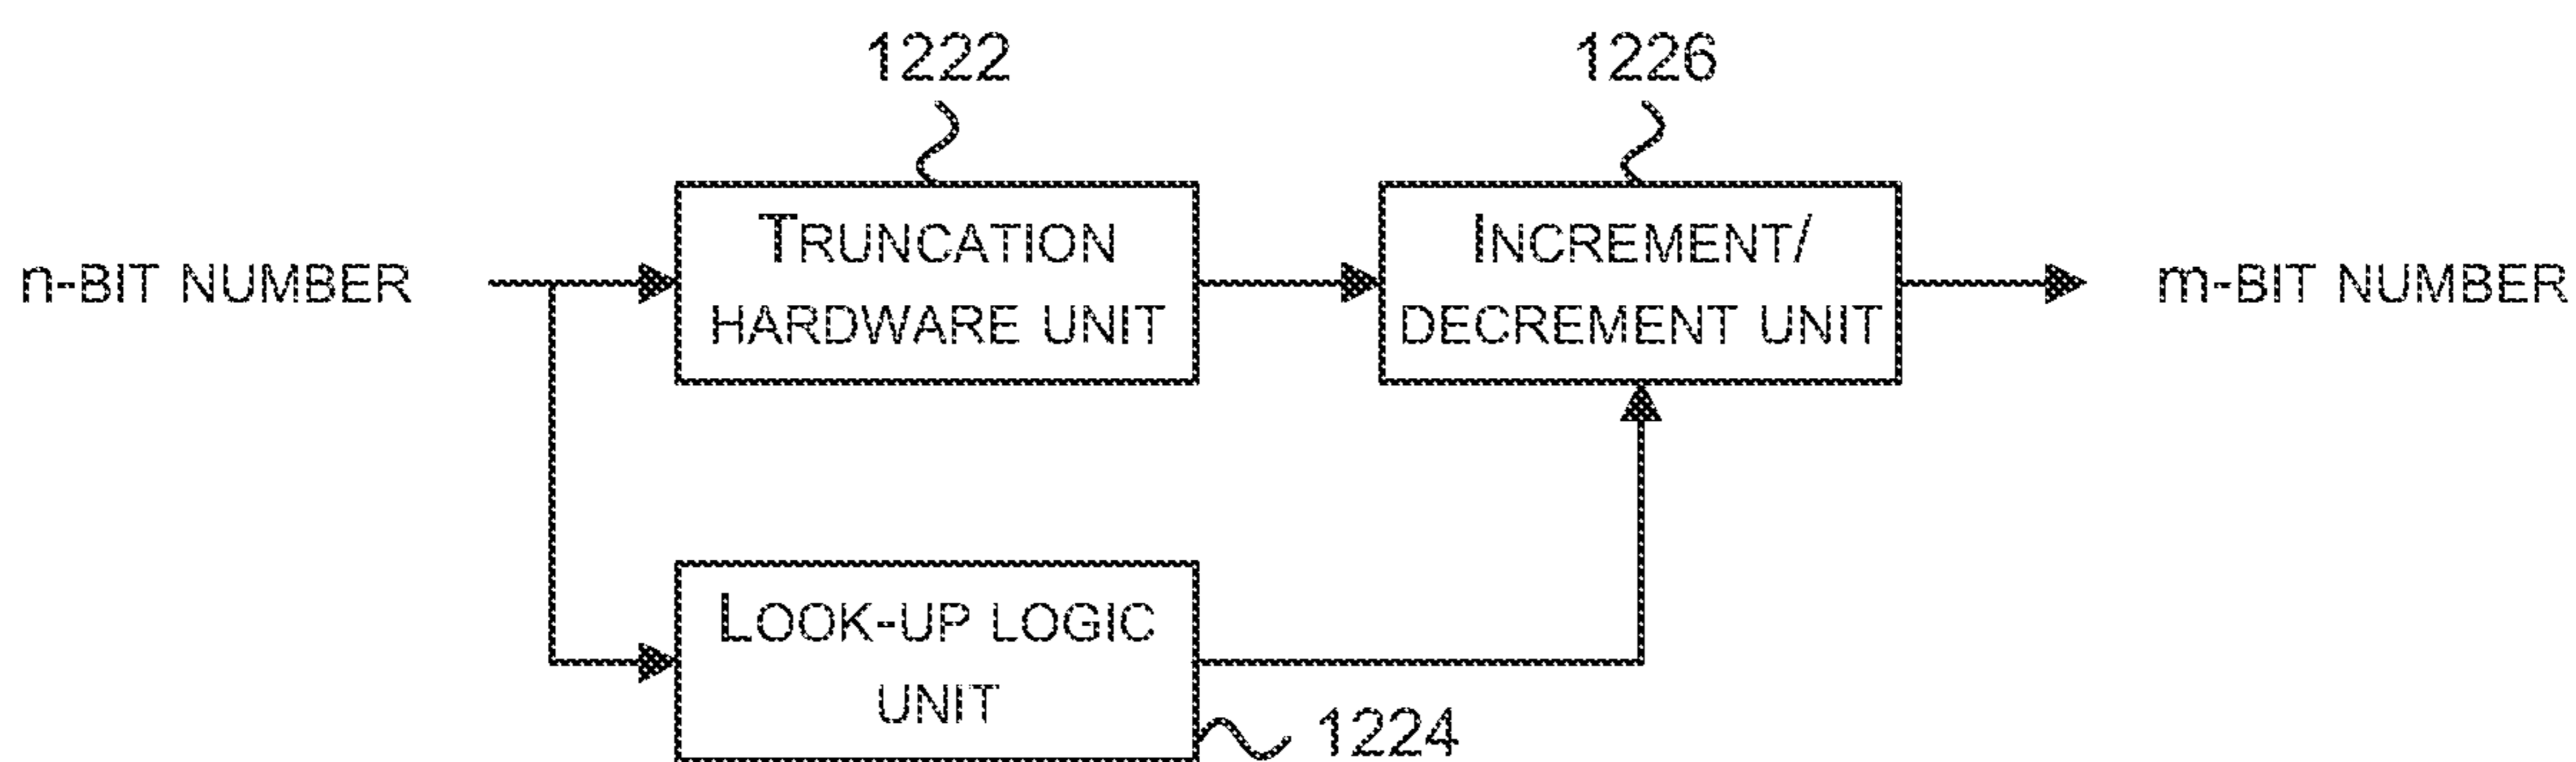 1222
1226
n-BIT NUMBER
TRUNCATION
HARDWARE UNIT
INCREMENT/
DECREMENT UNIT
m-BIT NUMBER
LOOK-UP LOGIC
UNIT
1224